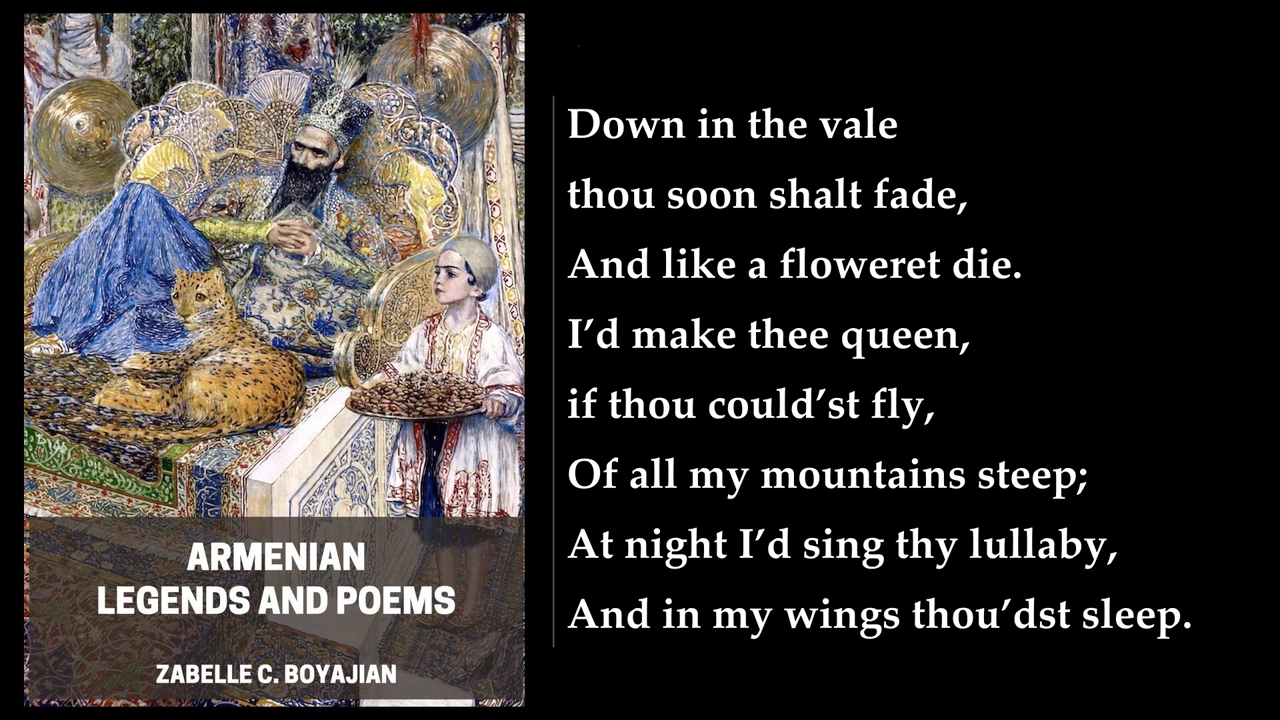 ARMENIAN
LEGENDS AND POEMS
ZABELLE C. BOYAJIAN
Down in the vale
thou soon shalt fade,
And like a floweret die.
I’d make thee queen,
if thou could’st fly,
Of all my mountains steep;
At night I’d sing thy lullaby,
And in my wings thou’dst sleep.